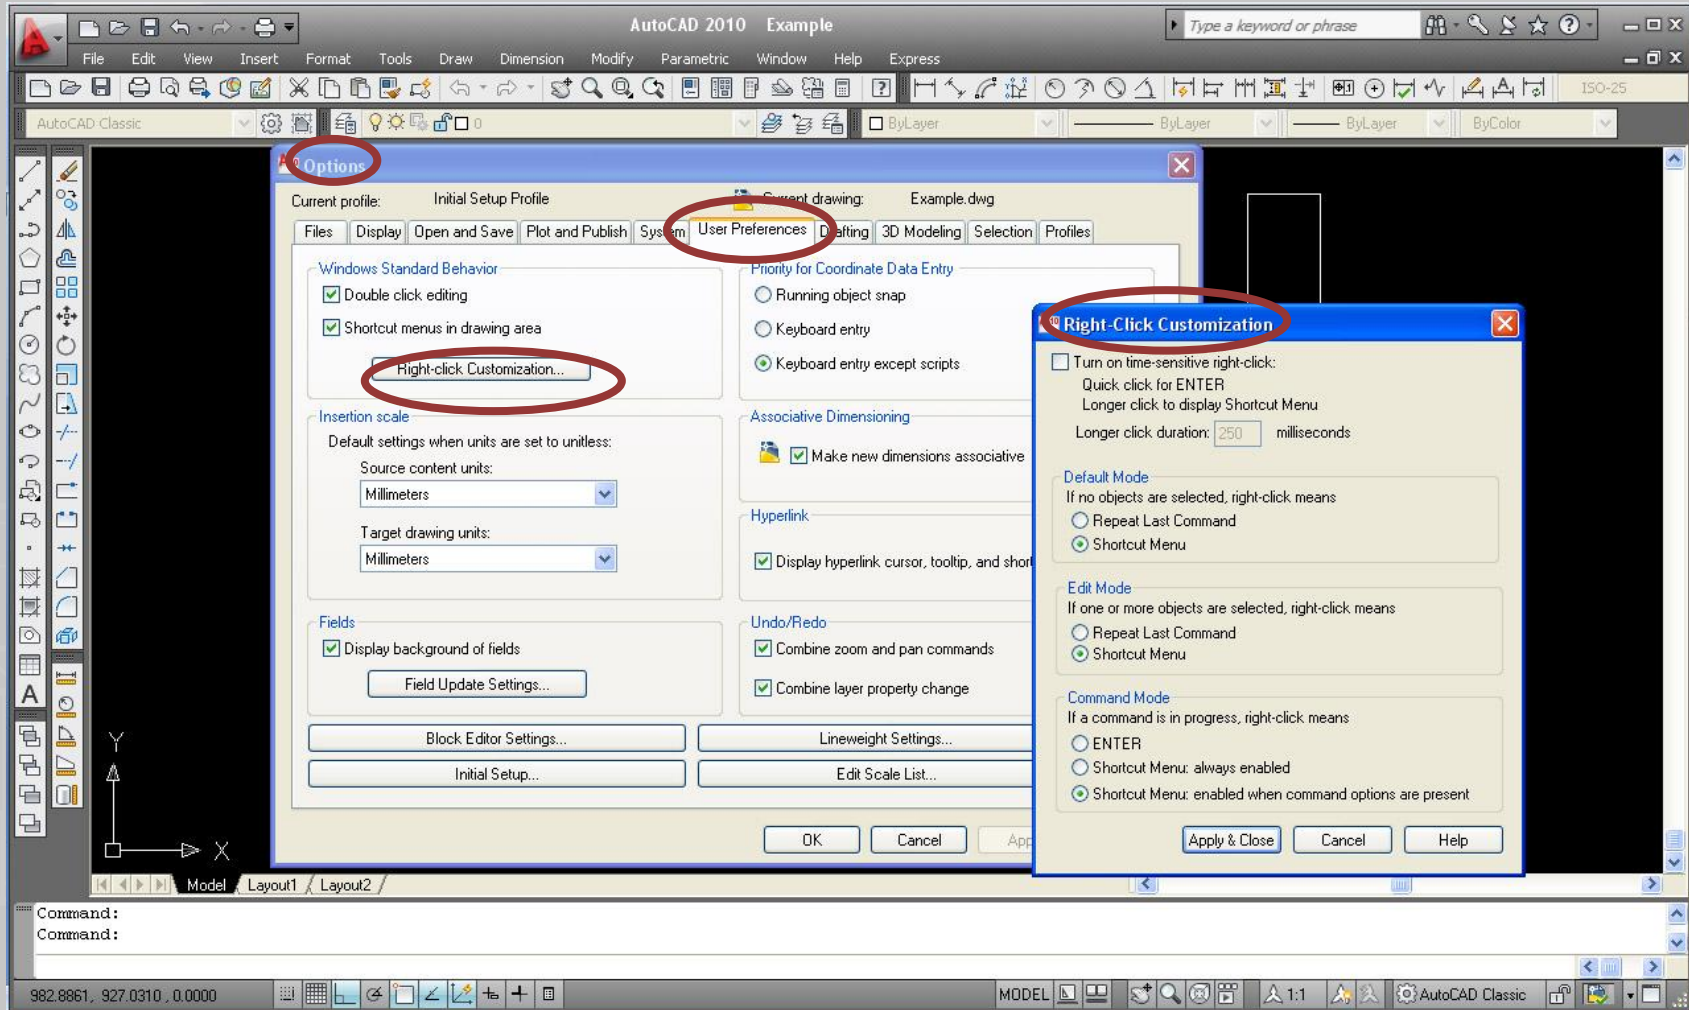 AutoCAD 2010 Example
Type a keyword or phrase
File Edit View Insert Format Tools Draw Dimension Modify Parametric Window Help Express
ISO-25
AutoCAD Classic
0
ByLayer
ByLayer
ByLayer
ByColor
Options
Current profile: Initial Setup Profile
Current drawing: Example.dwg
Files Display Open and Save Plot and Publish System User Preferences Drafting 3D Modeling Selection Profiles
Windows Standard Behavior
Double click editing
Shortcut menus in drawing area
Right-click Customization...
Insertion scale
Default settings when units are set to unitless:
Source content units:
Millimeters
Target drawing units:
Millimeters
Fields
Display background of fields
Field Update Settings...
Priority for Coordinate Data Entry
Running object snap
Keyboard entry
Keyboard entry except scripts
Associative Dimensioning
Make new dimensions associative
Hyperlink
Display hyperlink cursor, tooltip, and short
Undo/Redo
Combine zoom and pan commands
Combine layer property change
Block Editor Settings...
Lineweight Settings...
Initial Setup...
Edit Scale List...
OK Cancel App
Right-Click Customization
Turn on time-sensitive right-click:
Quick click for ENTER
Longer click to display Shortcut Menu
Longer click duration: 250 milliseconds
Default Mode
If no objects are selected, right-click means
Repeat Last Command
Shortcut Menu
Edit Mode
If one or more objects are selected, right-click means
Repeat Last Command
Shortcut Menu
Command Mode
If a command is in progress, right-click means
ENTER
Shortcut Menu: always enabled
Shortcut Menu: enabled when command options are present
Apply & Close Cancel Help
Y
X
Model Layout1 Layout2
Command:
Command:
982.8861, 927.0310, 0.0000
MODEL
1:1
AutoCAD Classic